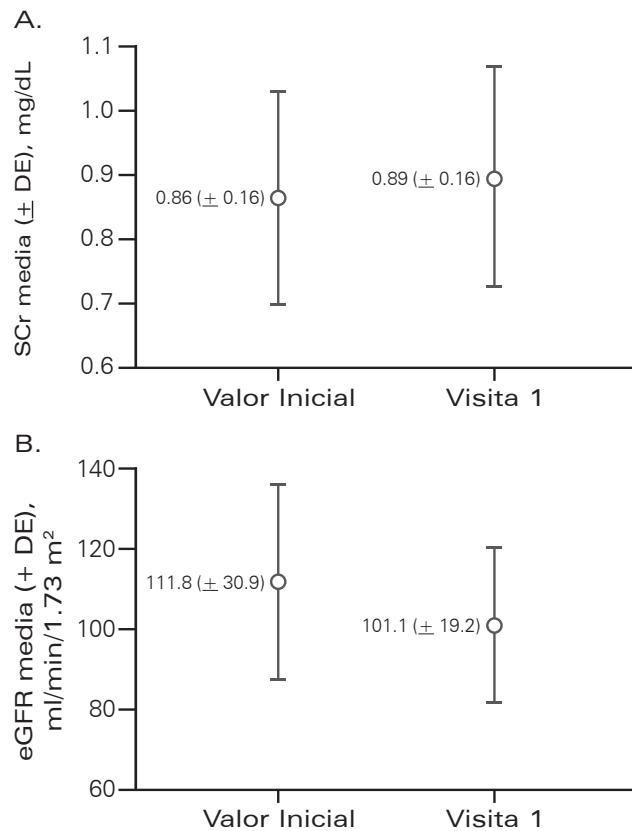 A.
SCr media (± DE), mg/dL
1.1
1.0
0.9
0.8
0.7
0.6
0.86 (± 0.16)
0.89 (± 0.16)
Valor Inicial
Visita 1
B.
eGFR media (+ DE),
ml/min/1.73 m²
140
120
100
80
60
111.8 (± 30.9)
101.1 (± 19.2)
Valor Inicial
Visita 1